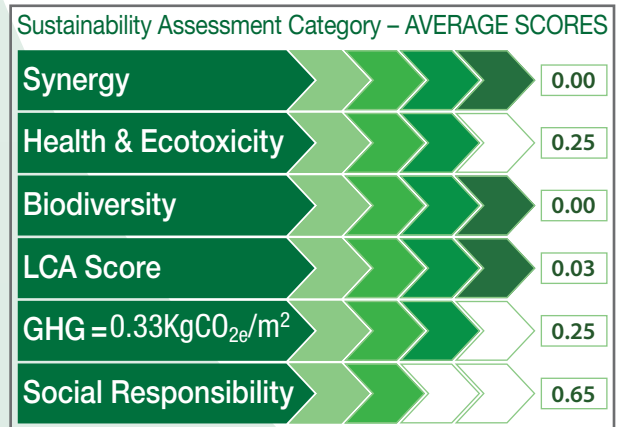 Sustainability Assessment Category – AVERAGE SCORES
Synergy 0.00
Health & Ecotoxicity 0.25
Biodiversity 0.00
LCA Score 0.03
GHG = 0.33KgCO₂ₑ/m² 0.25
Social Responsibility 0.65